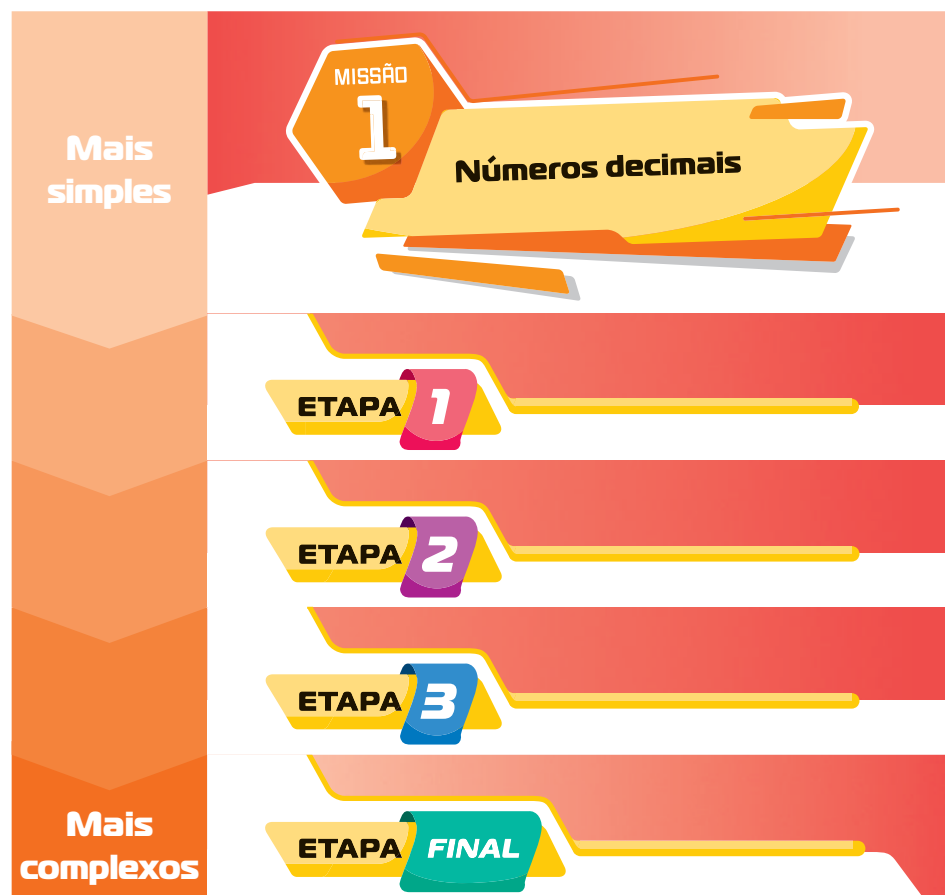 Mais
simples
MISSÃO
1
Números decimais
ETAPA 1
ETAPA 2
ETAPA 3
Mais
complexos
ETAPA FINAL